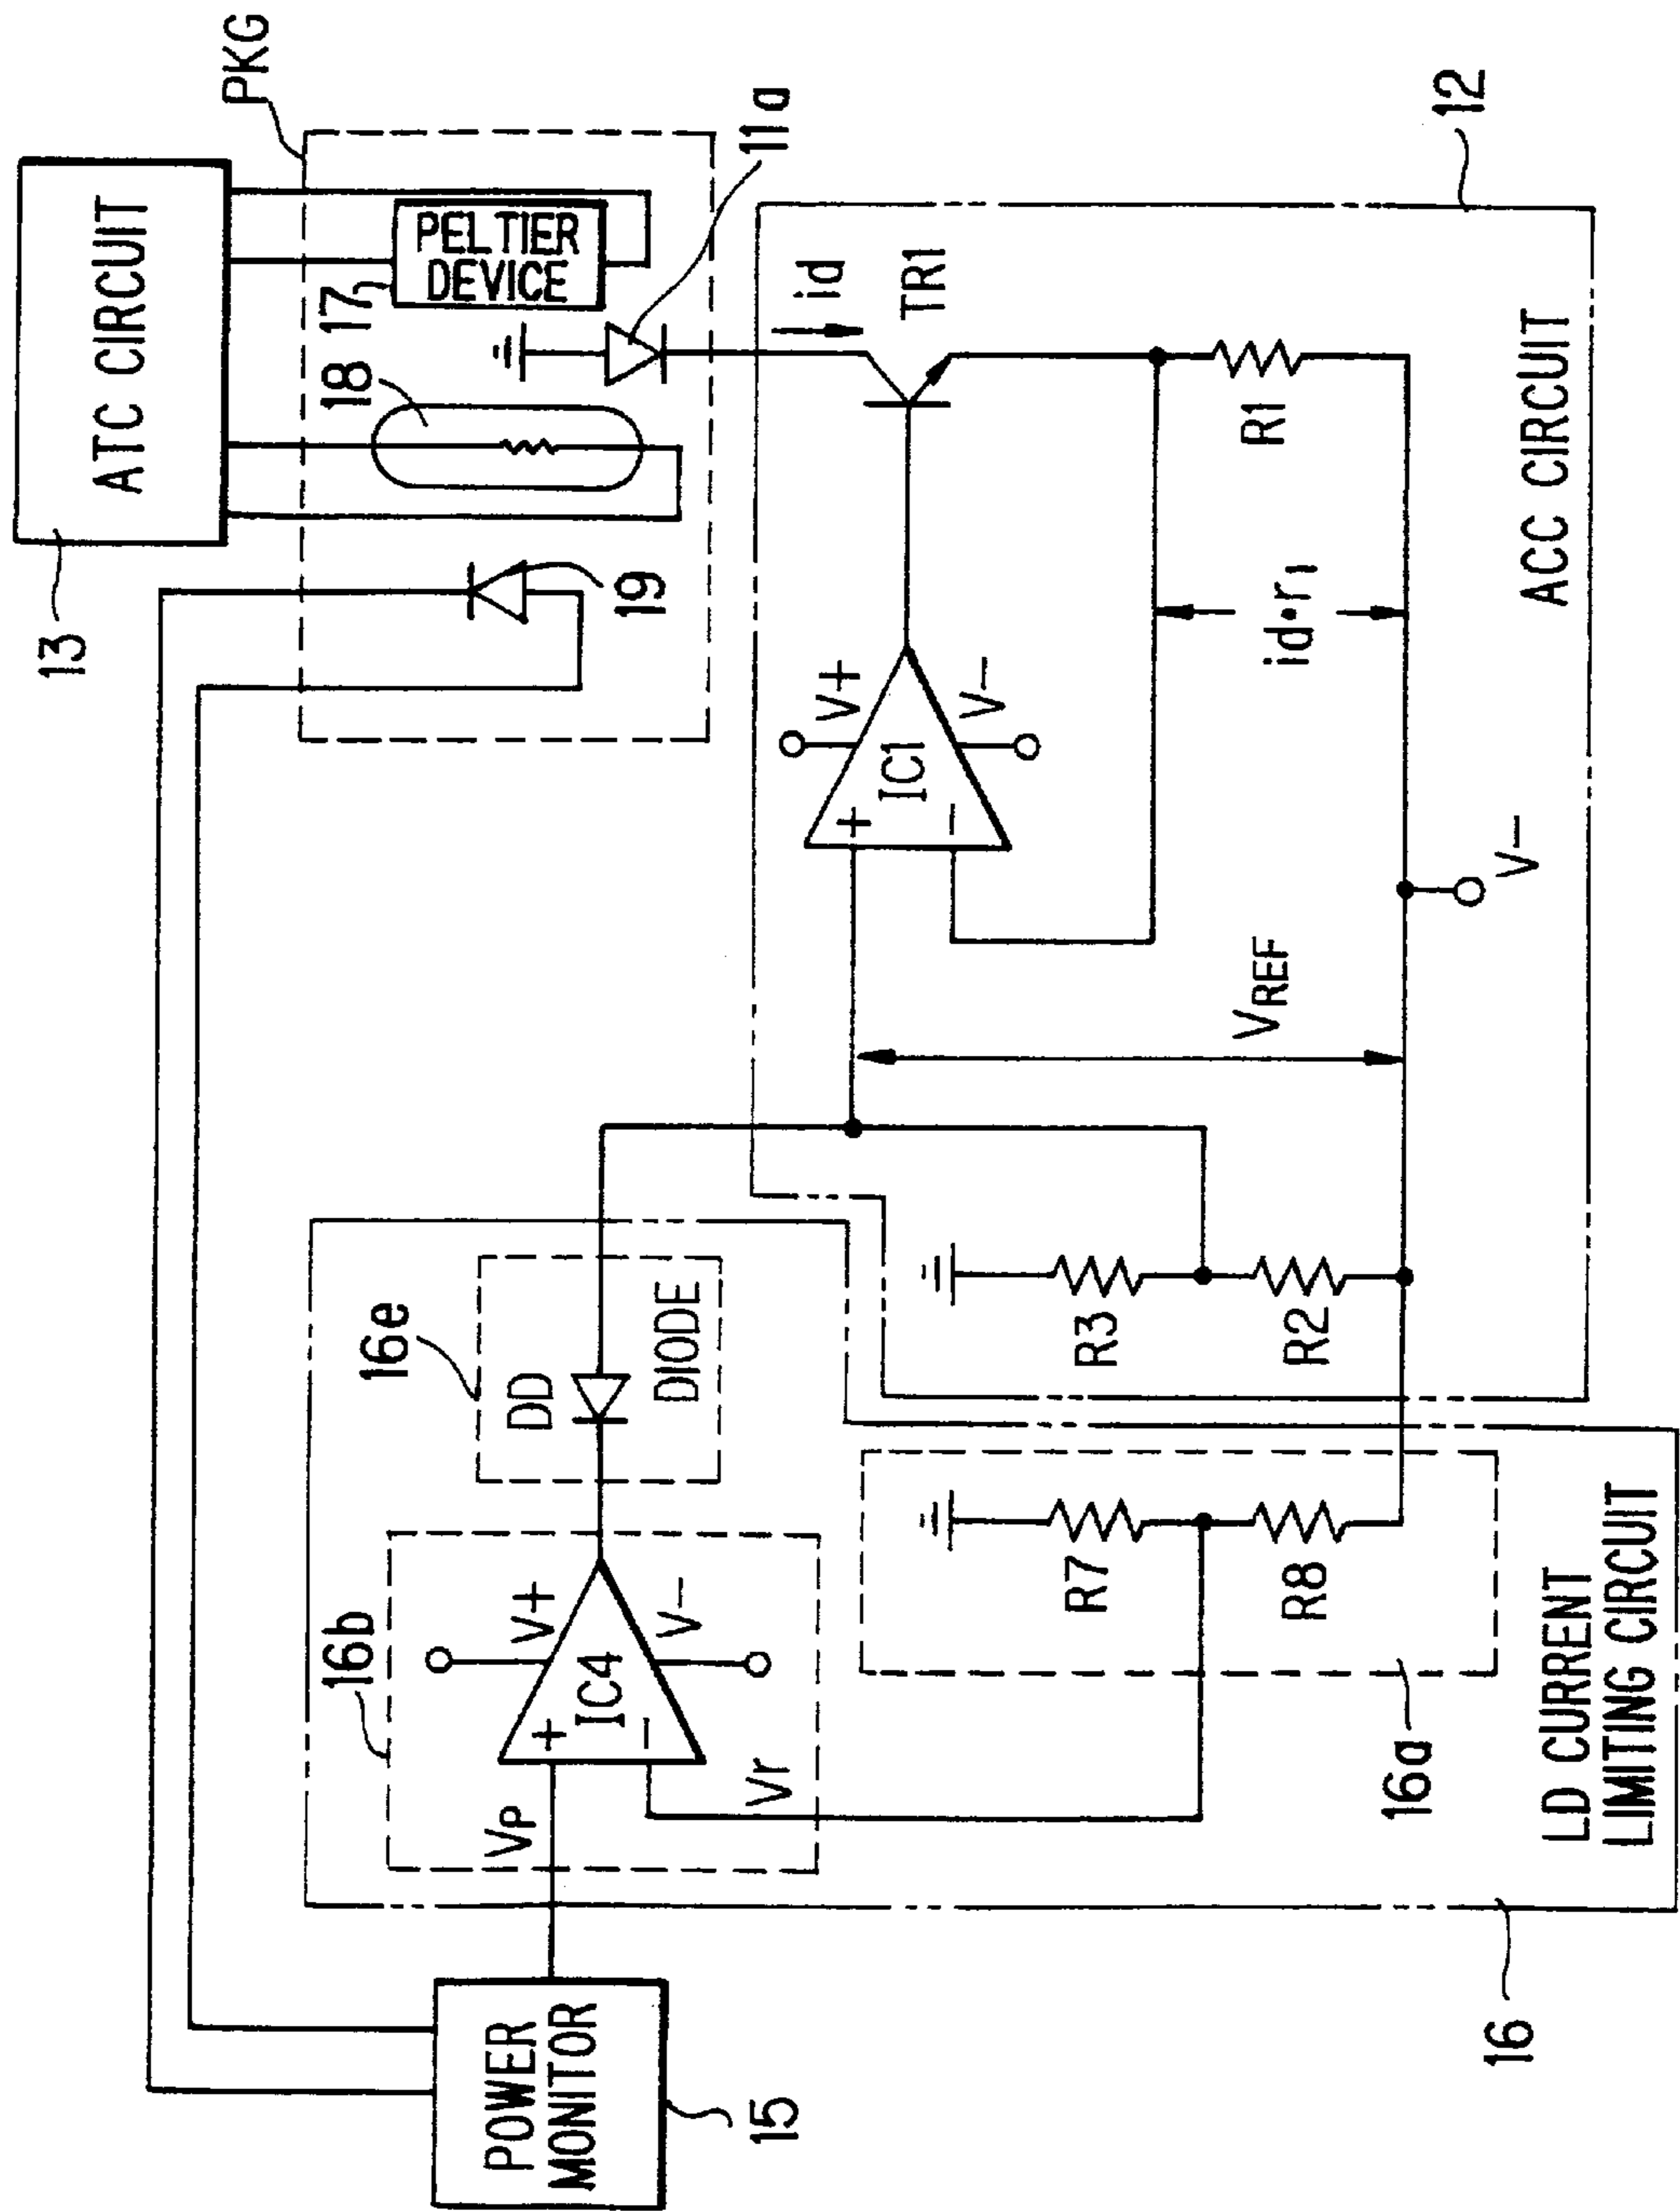 13
ATC CIRCUIT
PKG
17
PELTIER
DEVICE
18
19
11a
15
POWER
MONITOR
16b
VP
Vr
+
−
IC4
V+
V−
16e
DD
DIODE
16a
R7
R8
LD CURRENT
LIMITING CIRCUIT
16
R3
R2
VREF
+
−
IC1
V+
V−
id
TR1
R1
id·r1
V−
ACC CIRCUIT
12